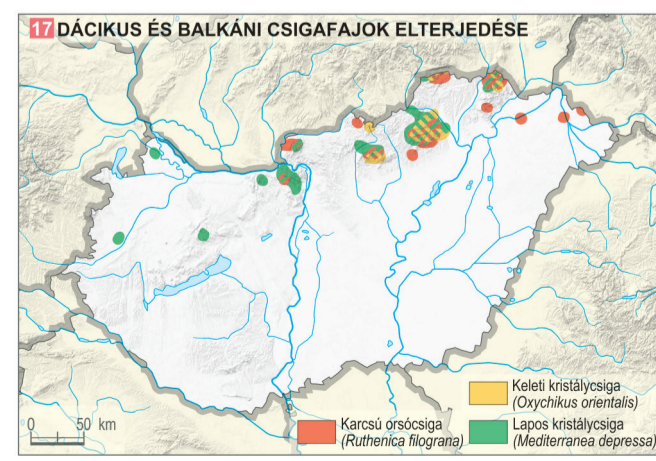 17 DÁCIKUS ÉS BALKÁNI CSIGAFAJOK ELTERJEDÉSE
Keleti kristálycsiga
(Oxychikus orientalis)
0 50 km
Karcsú orsócsiga
(Ruthenica filograna)
Lapos kristálycsiga
(Mediterranea depressa)